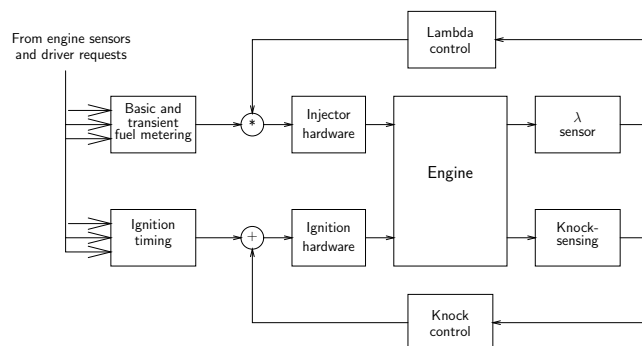 From engine sensors
and driver requests
Lambda
control
Basic and
transient
fuel metering
*
Injector
hardware
Engine
λ
sensor
Ignition
timing
+
Ignition
hardware
Knock-
sensing
Knock
control